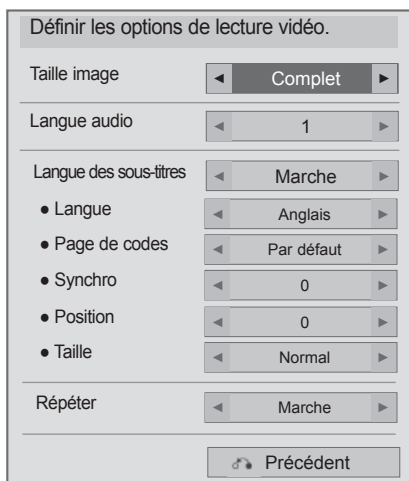 Définir les options de lecture vidéo.
Taille image ◄ Complet ►
Langue audio ◄ 1 ►
Langue des sous-titres ◄ Marche ►
● Langue ◄ Anglais ►
● Page de codes ◄ Par défaut ►
● Synchro ◄ 0 ►
● Position ◄ 0 ►
● Taille ◄ Normal ►
Répéter ◄ Marche ►
Précédent